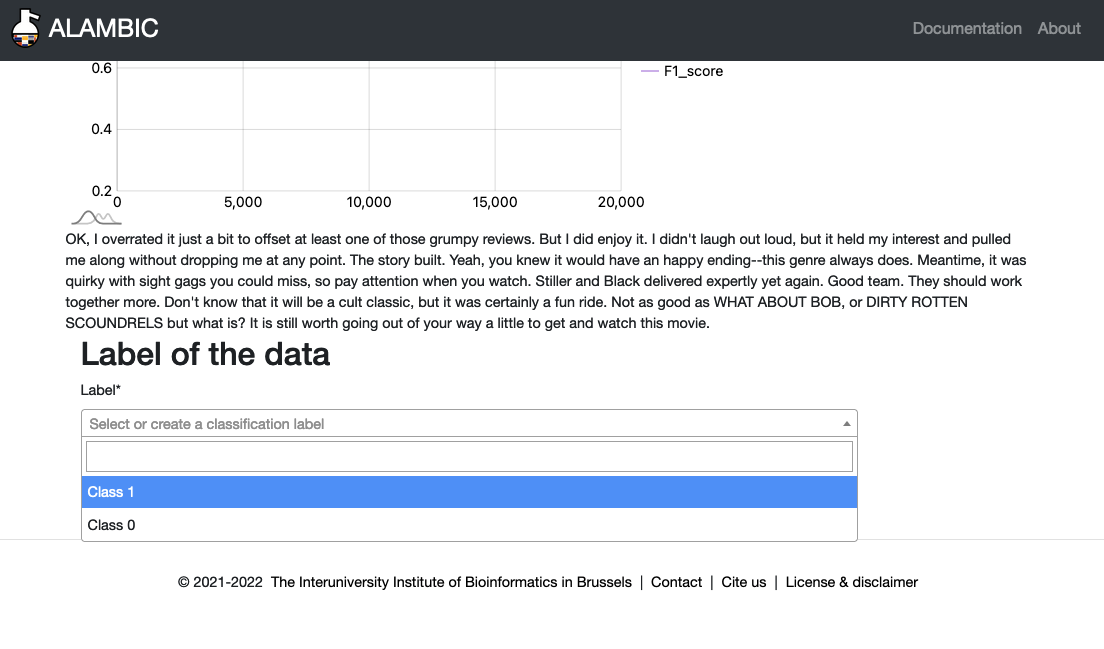 ALAMBIC
Documentation About
0.6
F1_score
0.4
0.2
0 5,000 10,000 15,000 20,000
OK, I overrated it just a bit to offset at least one of those grumpy reviews. But I did enjoy it. I didn't laugh out loud, but it held my interest and pulled
me along without dropping me at any point. The story built. Yeah, you knew it would have an happy ending--this genre always does. Meantime, it was
quirky with sight gags you could miss, so pay attention when you watch. Stiller and Black delivered expertly yet again. Good team. They should work
together more. Don't know that it will be a cult classic, but it was certainly a fun ride. Not as good as WHAT ABOUT BOB, or DIRTY ROTTEN
SCOUNDRELS but what is? It is still worth going out of your way a little to get and watch this movie.
Label of the data
Label*
Select or create a classification label
Class 1
Class 0
© 2021-2022 The Interuniversity Institute of Bioinformatics in Brussels | Contact | Cite us | License & disclaimer